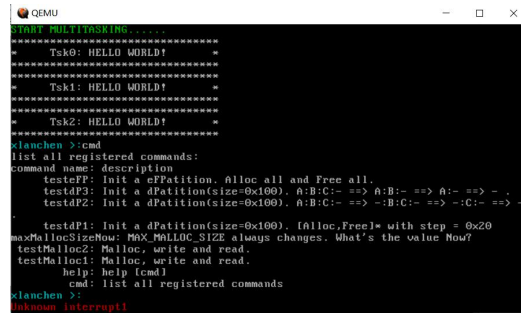 QEMU
START MULTITASKING......
*******************************
*     Tsk0: HELLO WORLD!      *
*******************************
*******************************
*     Tsk1: HELLO WORLD!      *
*******************************
*******************************
*     Tsk2: HELLO WORLD!      *
*******************************
xlanchen >:cmd
list all registered commands:
command name: description
testeFP: Init a eFPatition. Alloc all and Free all.
testdP3: Init a dPatition(size=0x100). A:B:C:- ==> A:B:- ==> A:- ==> - .
testdP2: Init a dPatition(size=0x100). A:B:C:- ==> -:B:C:- ==> -:C:- ==> -
.
testdP1: Init a dPatition(size=0x100). [Alloc,Free]* with step = 0x20
maxMallocSizeNow: MAX_MALLOC_SIZE always changes. What's the value Now?
testMalloc2: Malloc, write and read.
testMalloc1: Malloc, write and read.
help: help [cmd]
cmd: list all registered commands
xlanchen >:
Unknown interrupt1